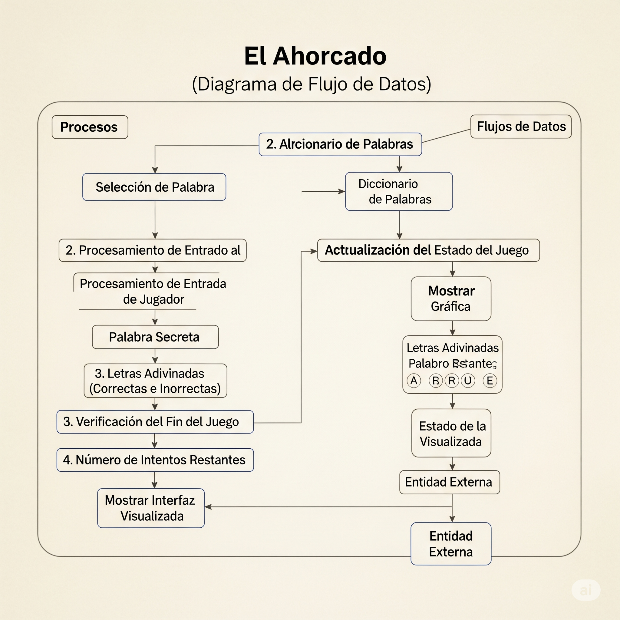 El Ahorcado
(Diagrama de Flujo de Datos)
Procesos
Flujos de Datos
2. Alrcionario de Palabras
Selección de Palabra
Diccionario
de Palabras
2. Procesamiento de Entrado al
Actualización del Estado del Juego
Procesamiento de Entrada
de Jugador
Mostrar
Gráfica
Palabra Secreta
Letras Adivinadas
Palabro
A R R U E
3. Letras Adivinadas
(Correctas e Inorrectas)
3. Verificación del Fin del Juego
Estado de la
Visualizada
4. Número de Intentos Restantes
Entidad Externa
Mostrar Interfaz
Visualizada
Entidad
Externa
ai